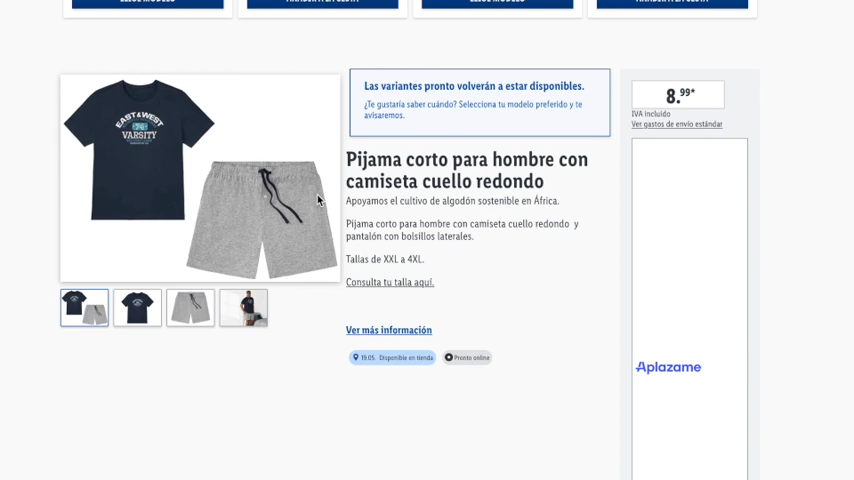 Las variantes pronto volverán a estar disponibles.
¿Te gustaría saber cuándo? Selecciona tu modelo preferido y te
avisaremos.
8.99*
IVA incluido
Ver gastos de envío estándar
EAST & WEST
VARSITY
Pijama corto para hombre con
camiseta cuello redondo
Apoyamos el cultivo de algodón sostenible en África.
Pijama corto para hombre con camiseta cuello redondo y
pantalón con bolsillos laterales.
Tallas de XXL a 4XL.
Consulta tu talla aquí.
Ver más información
19.05. Disponible en tienda
Pronto online
Aplazame